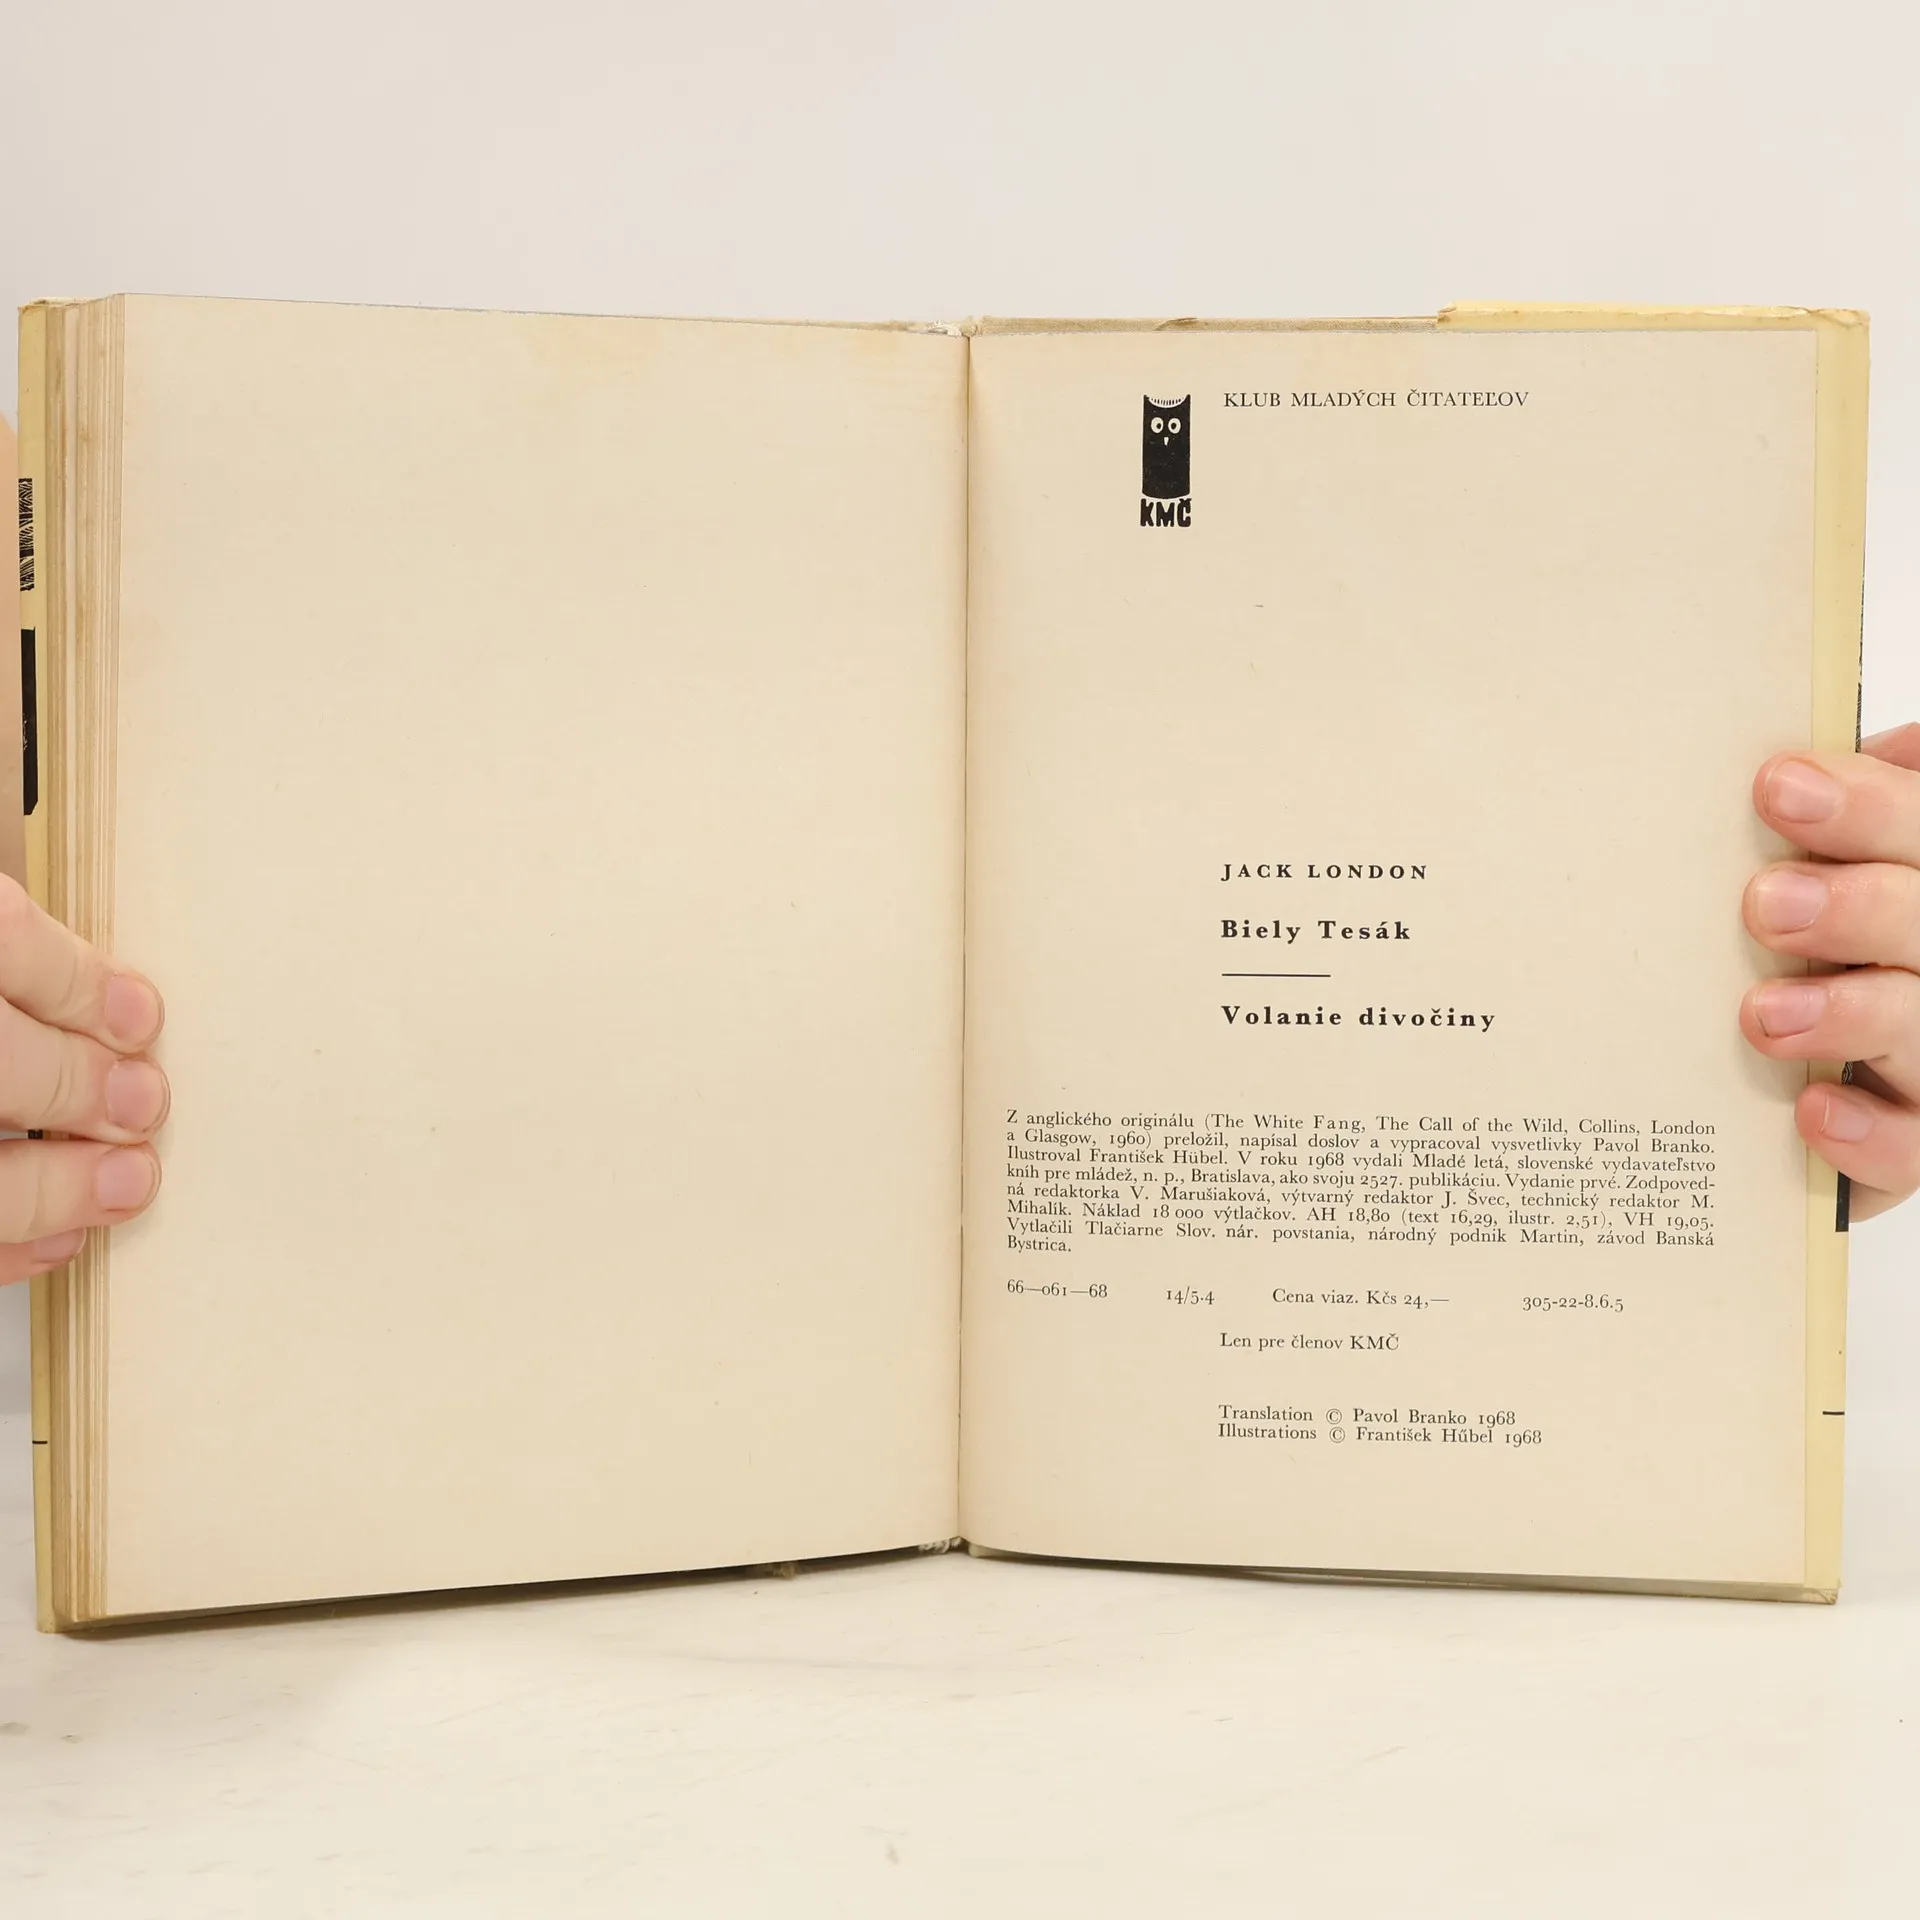 KLUB MLADÝCH ČITATEĽOV
KMČ
JACK LONDON
Biely Tesák
Volanie divočiny
Z anglického originálu (The White Fang, The Call of the Wild, Collins, London
a Glasgow, 1960) preložil, napísal doslov a vypracoval vysvetlivky Pavol Branko.
Ilustroval František Hübel. V roku 1968 vydali Mladé letá, slovenské vydavateľstvo
kníh pre mládež, n. p., Bratislava, ako svoju 2527. publikáciu. Vydanie prvé. Zodpoved-
ná redaktorka V. Marušiaková, výtvarný redaktor J. Švec, technický redaktor M.
Mihalík. Náklad 18 000 výtlačkov. AH 18,80 (text 16,29, ilustr. 2,51), VH 19,05.
Vytlačili Tlačiarne Slov. nár. povstania, národný podnik Martin, závod Banská
Bystrica.
66—061—68 14/5.4 Cena viaz. Kčs 24,— 305-22-8.6.5
Len pre členov KMČ
Translation © Pavol Branko 1968
Illustrations © František Hűbel 1968